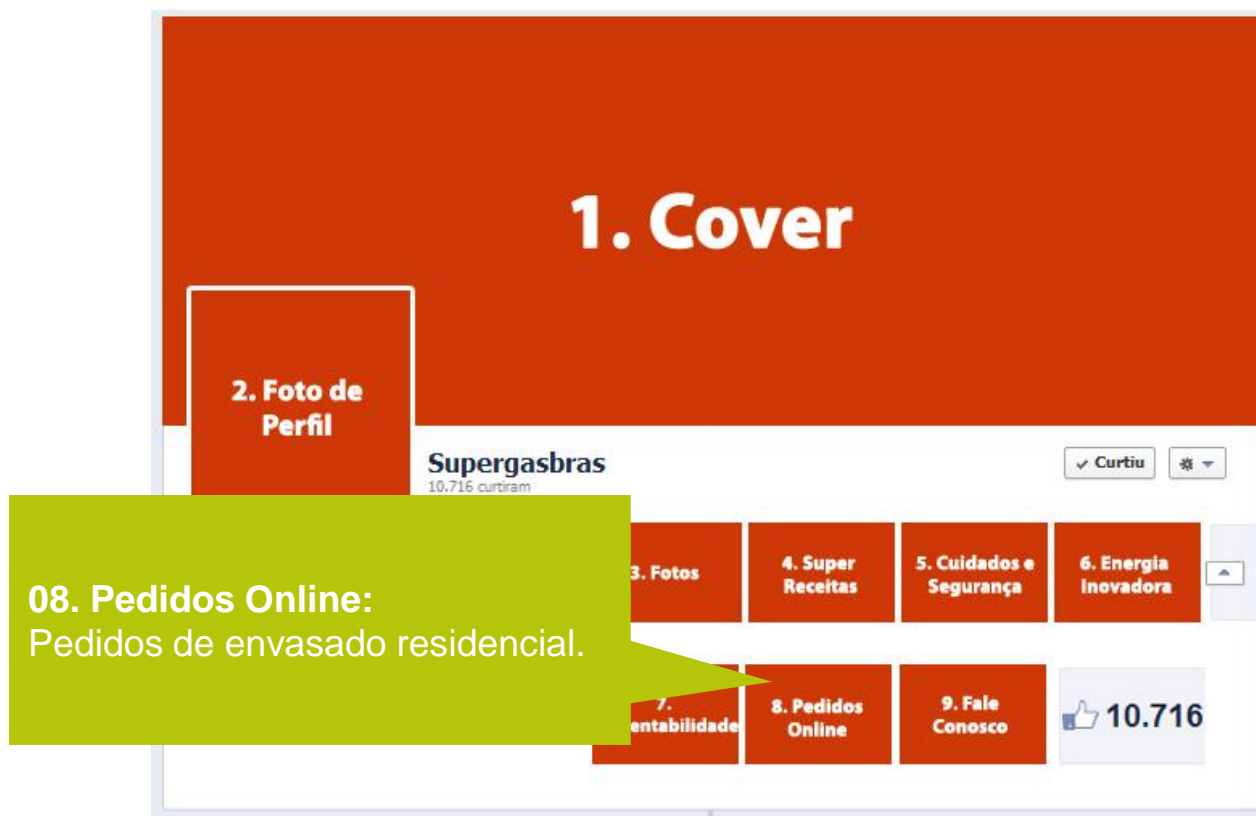 1. Cover
2. Foto de
Perfil
Supergasbras
10.716 curtiram
✓ Curtiu
08. Pedidos Online:
Pedidos de envasado residencial.
3. Fotos
4. Super
Receitas
5. Cuidados e
Segurança
6. Energia
Inovadora
7.
entabilidade
8. Pedidos
Online
9. Fale
Conosco
10.716